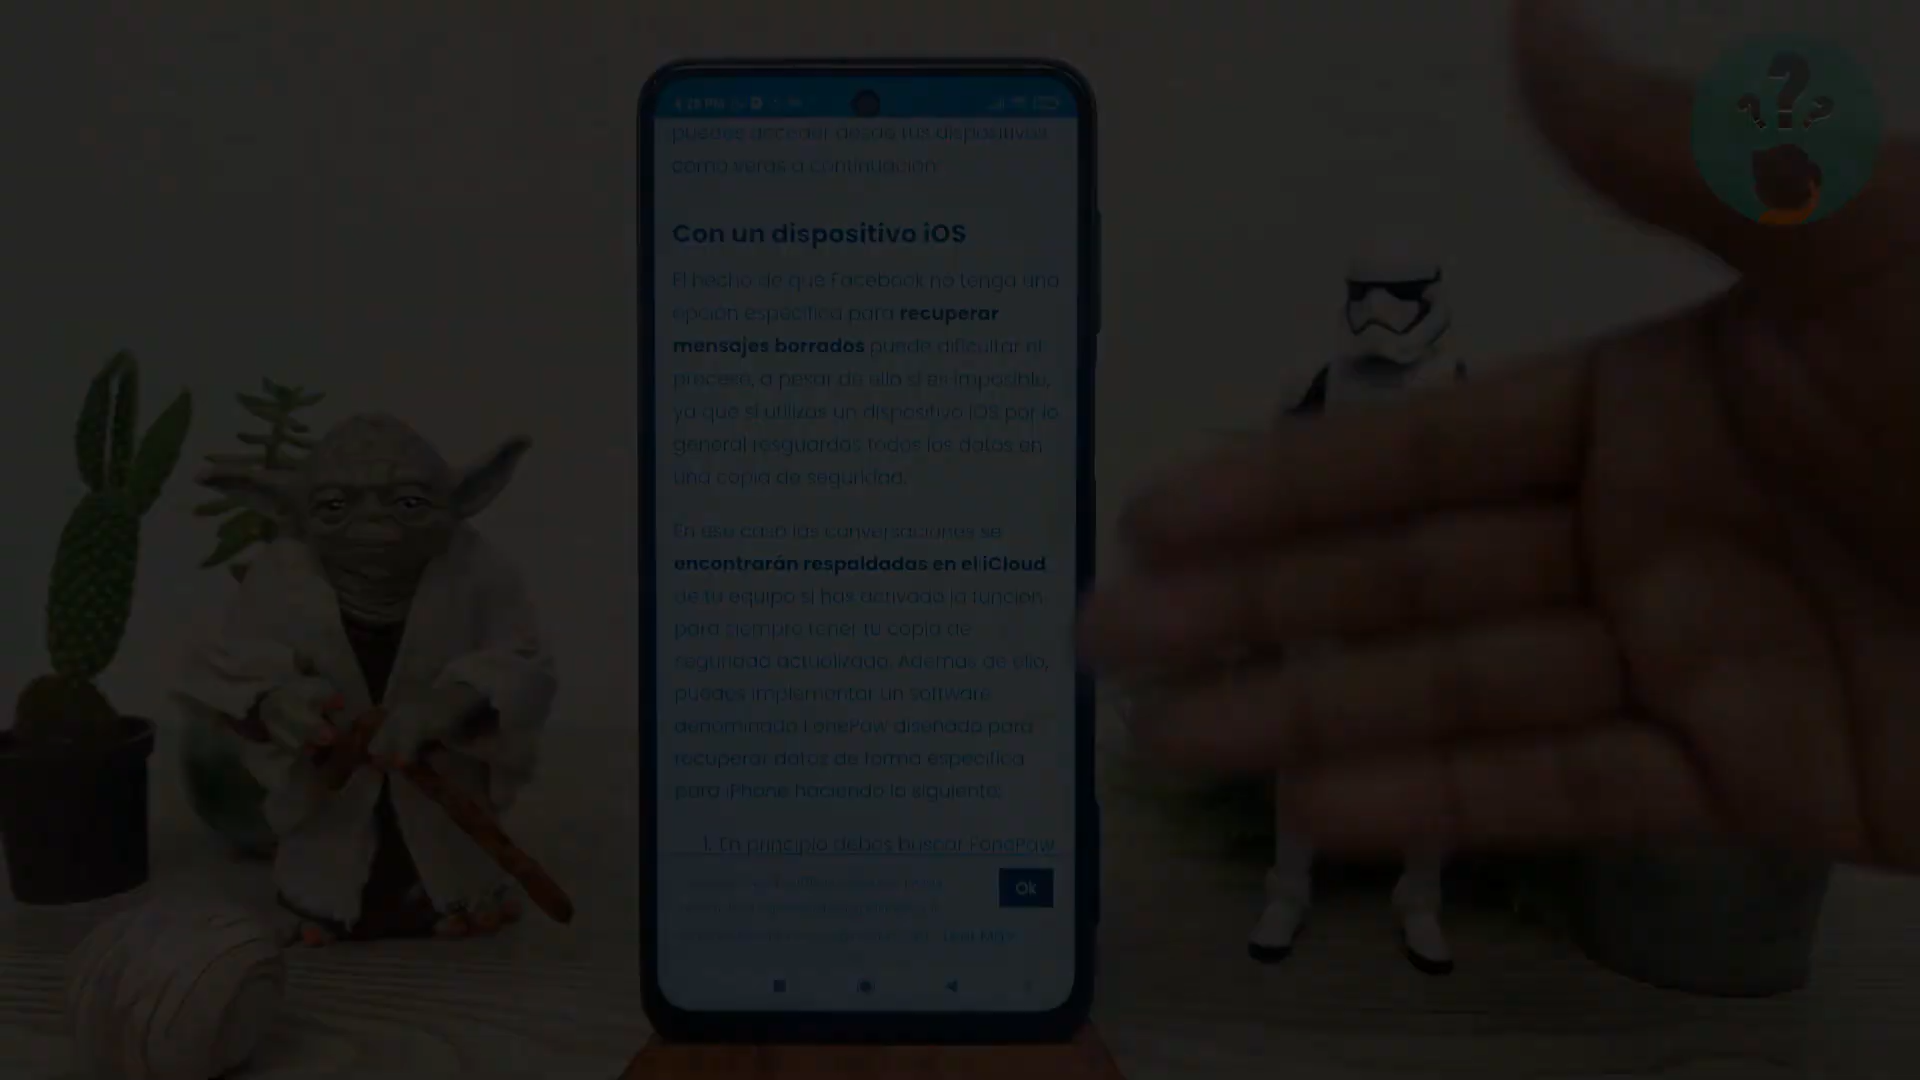 4:26 PM
puedes acceder desde tus dispositivos
como verás a continuación.
Con un dispositivo iOS
El hecho de que Facebook no tenga una
opción específica para recuperar
mensajes borrados puede dificultar el
proceso, a pesar de ello si es imposible,
ya que si utilizas un dispositivo iOS por lo
general resguardas todos los datos en
una copia de seguridad.
En ese caso las conversaciones se
encontrarán respaldadas en el iCloud
de tu equipo si has activado la función
para siempre tener tu copia de
seguridad actualizada. Además de ello,
puedes implementar un software
denominado FonePaw diseñado para
recuperar datos de forma específica
para iPhone haciendo lo siguiente:
1. En principio debes buscar FonePaw
Ok